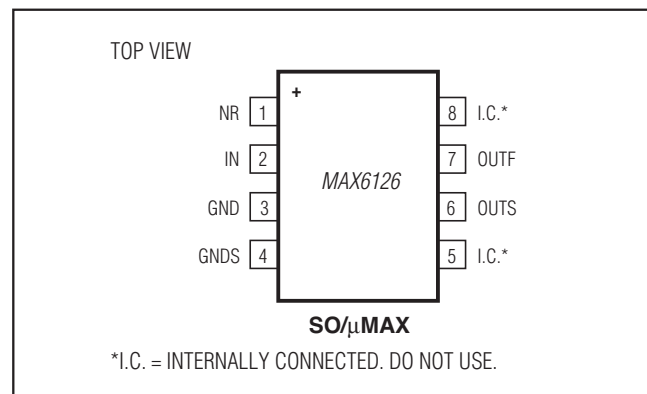 TOP VIEW
+
NR 1 8 I.C.*
IN 2 7 OUTF
MAX6126
GND 3 6 OUTS
GNDS 4 5 I.C.*
SO/μMAX
*I.C. = INTERNALLY CONNECTED. DO NOT USE.